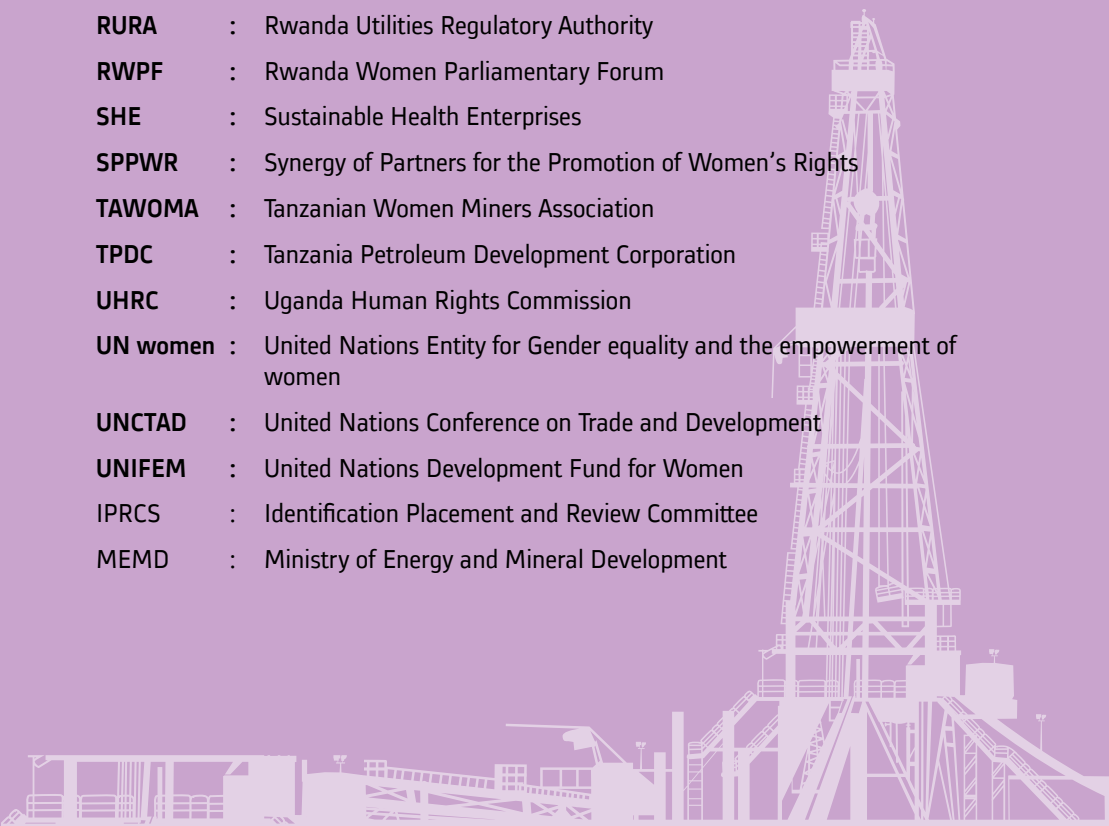 RURA : Rwanda Utilities Regulatory Authority
RWPF : Rwanda Women Parliamentary Forum
SHE : Sustainable Health Enterprises
SPPWR : Synergy of Partners for the Promotion of Women’s Rights
TAWOMA : Tanzanian Women Miners Association
TPDC : Tanzania Petroleum Development Corporation
UHRC : Uganda Human Rights Commission
UN women : United Nations Entity for Gender equality and the empowerment of
women
UNCTAD : United Nations Conference on Trade and Development
UNIFEM : United Nations Development Fund for Women
IPRCS : Identification Placement and Review Committee
MEMD : Ministry of Energy and Mineral Development